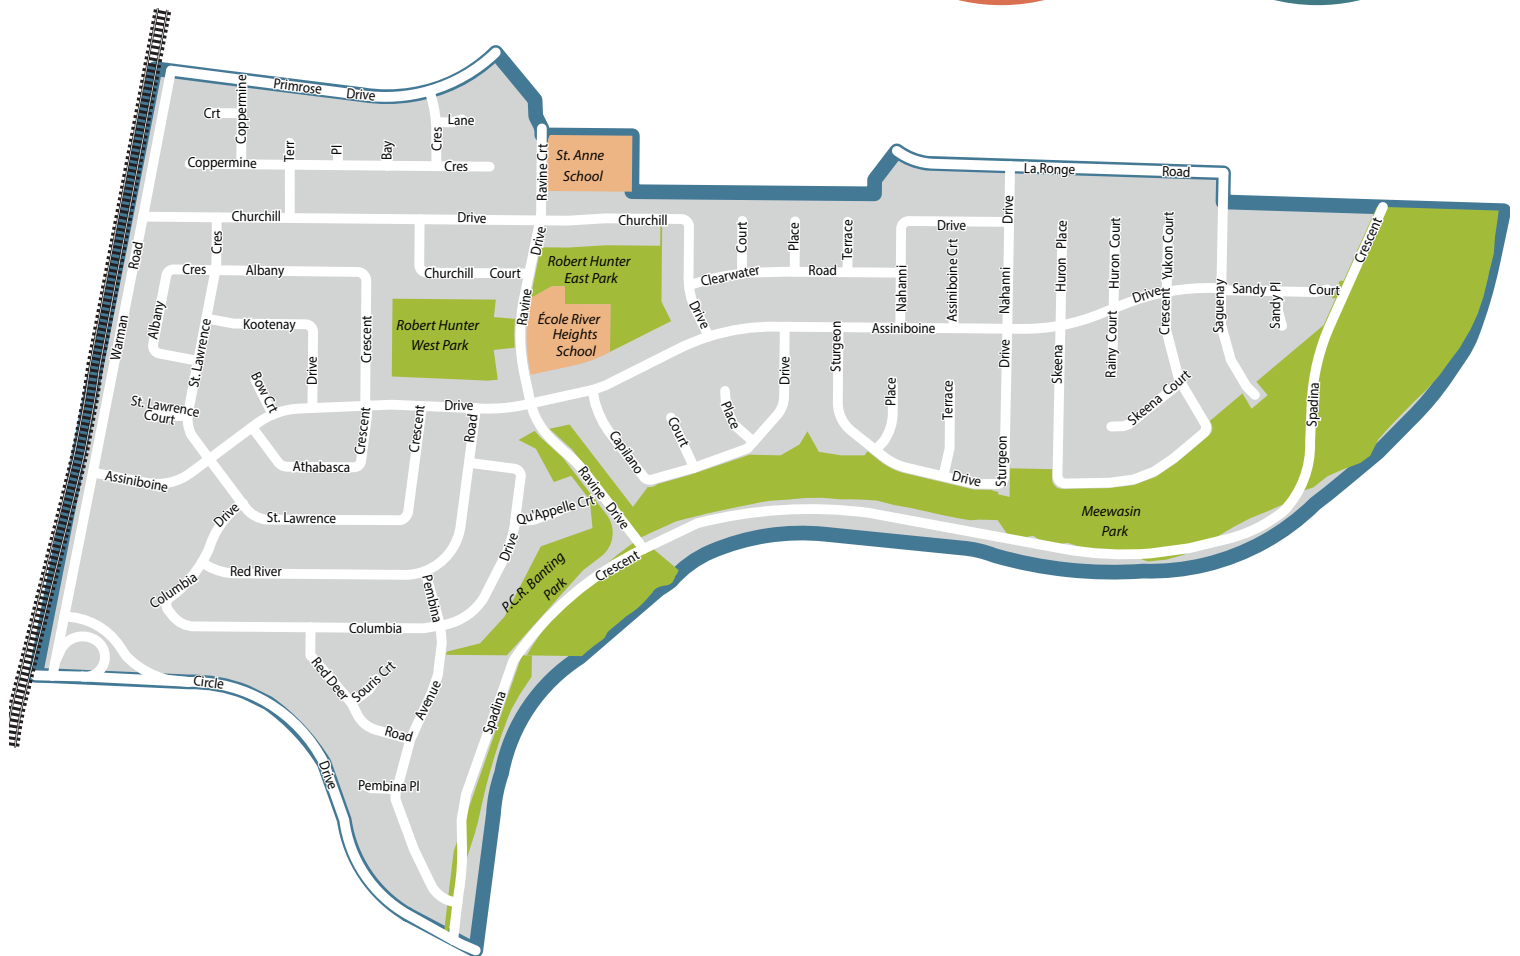 Primrose Drive
Coppermine
Crt
Lane
Cres
Terr
Pl
Bay
Coppermine
Cres
Ravine Crt
St. Anne
School
La Ronge Road
Churchill Drive
Churchill
Drive
Cres
Road
Warman
Cres Albany
Albany
Kootenay
Drive
St. Lawrence
Crescent
Churchill Court
Drive
Ravine
Robert Hunter
East Park
Robert Hunter
West Park
École River
Heights
School
Court
Place
Terrace
Clearwater Road
Drive
Drive
Nahanni
Assiniboine Crt
Drive
Nahanni
Drive
Huron Place
Huron Court
Yukon Court
Crescent
Drive
Saguenay
Sandy
Court
Sandy Pl
Crescent
Spadina
Assiniboine
Skeena
Rainy Court
Skeena Court
Sturgeon
Drive
Place
Terrace
Sturgeon
Drive
Place
Court
Capilano
Bow Crt
St. Lawrence
Court
Drive
Road
Crescent
Crescent
Athabasca
Assiniboine
St. Lawrence
Drive
Columbia
Red River
Pembina
Columbia
Drive
Qu'Appelle Crt
Ravine Drive
Crescent
P.C.R. Banting
Park
Meewasin
Park
Red Deer
Souris Crt
Road
Avenue
Pembina Pl
Spadina
Circle
Drive